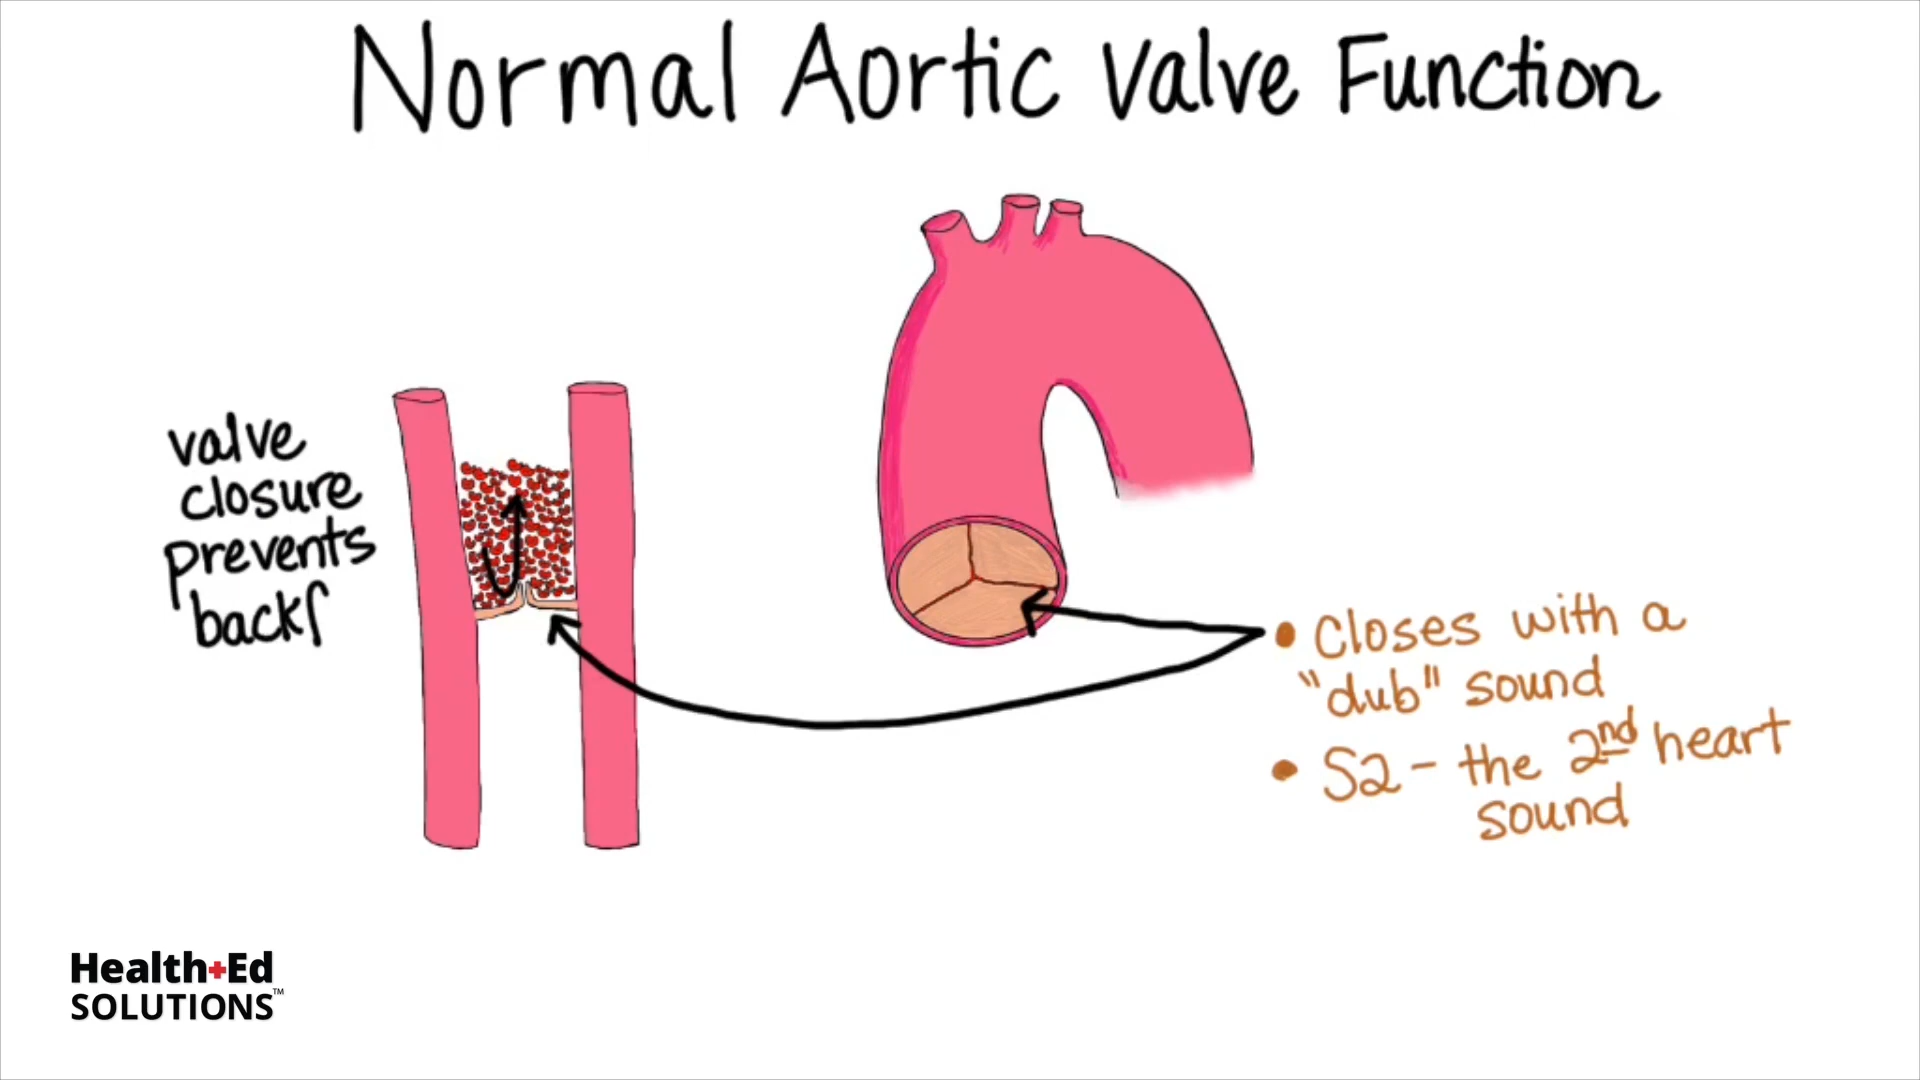 Normal Aortic Valve Function
valve
closure
prevents
backf
• Closes with a
"dub" sound
• S2 - the 2nd heart
sound
Health+Ed
SOLUTIONS™